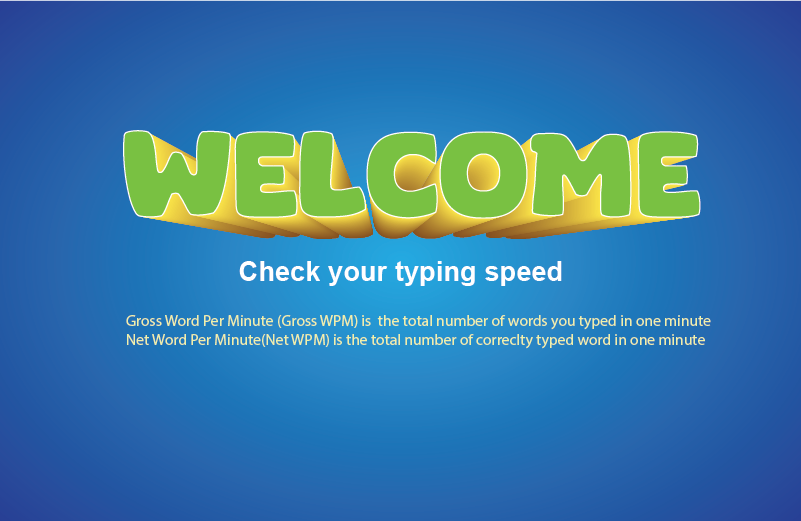 WELCOME
Check your typing speed
Gross Word Per Minute (Gross WPM) is  the total number of words you typed in one minute
Net Word Per Minute(Net WPM) is the total number of correclty typed word in one minute